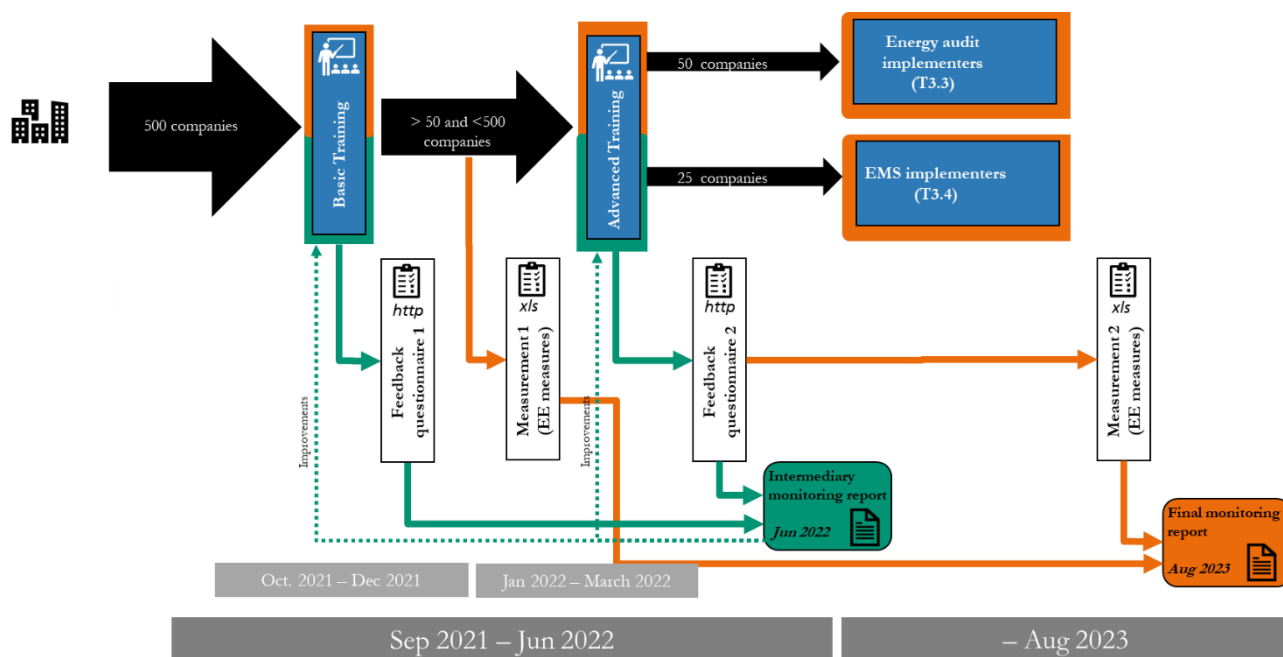 500 companies
Basic Training
> 50 and <500
companies
Advanced Training
50 companies
Energy audit
implementers
(T3.3)
25 companies
EMS implementers
(T3.4)
http
Feedback
questionnaire 1
xls
Measurement 1
(EE measures)
http
Feedback
questionnaire 2
xls
Measurement 2
(EE measures)
Improvements
Improvements
Intermediary
monitoring report
Jun 2022
Final monitoring
report
Aug 2023
Oct. 2021 – Dec 2021
Jan 2022 – March 2022
Sep 2021 – Jun 2022
– Aug 2023